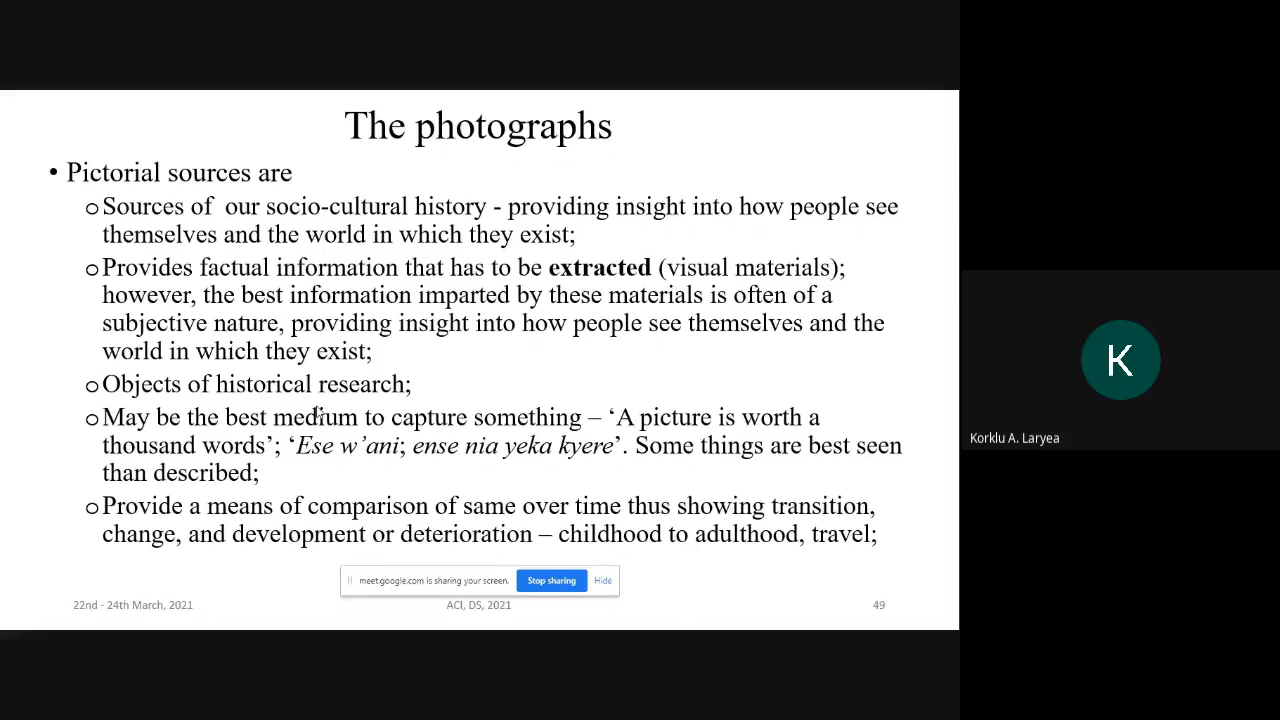 The photographs
• Pictorial sources are
o Sources of  our socio-cultural history - providing insight into how people see
themselves and the world in which they exist;
o Provides factual information that has to be extracted (visual materials);
however, the best information imparted by these materials is often of a
subjective nature, providing insight into how people see themselves and the
world in which they exist;
o Objects of historical research;
o May be the best medium to capture something – ‘A picture is worth a
thousand words’; ‘Ese w’ani; ense nia yeka kyere’. Some things are best seen
than described;
o Provide a means of comparison of same over time thus showing transition,
change, and development or deterioration – childhood to adulthood, travel;
meet.google.com is sharing your screen. Stop sharing Hide
22nd - 24th March, 2021 ACI, DS, 2021 49
K
Korklu A. Laryea